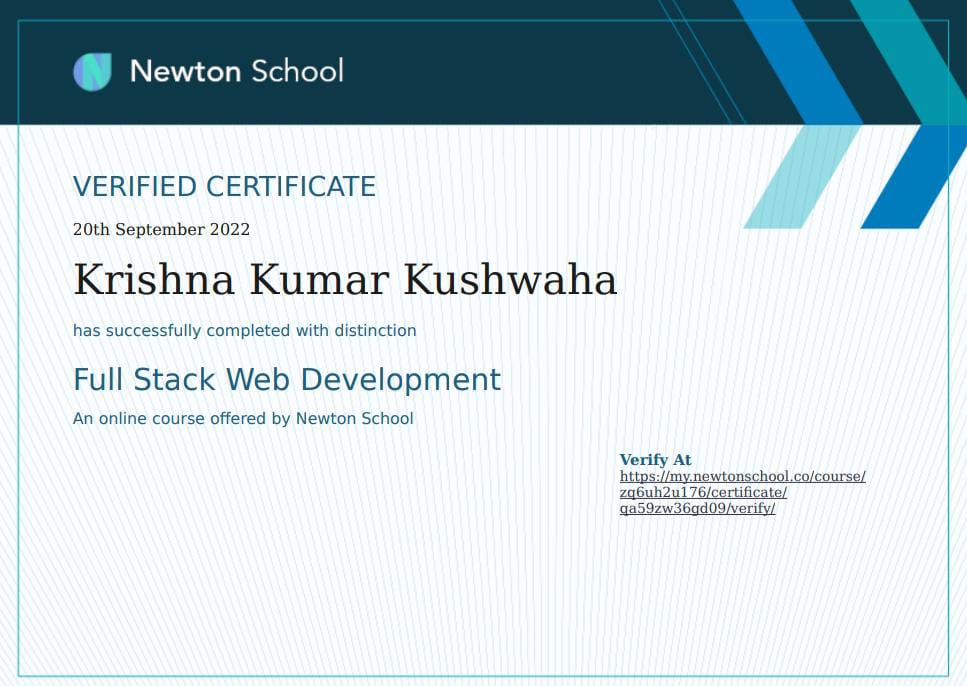 Newton School
VERIFIED CERTIFICATE
20th September 2022
Krishna Kumar Kushwaha
has successfully completed with distinction
Full Stack Web Development
An online course offered by Newton School
Verify At
https://my.newtonschool.co/course/
zq6uh2u176/certificate/
qa59zw36gd09/verify/